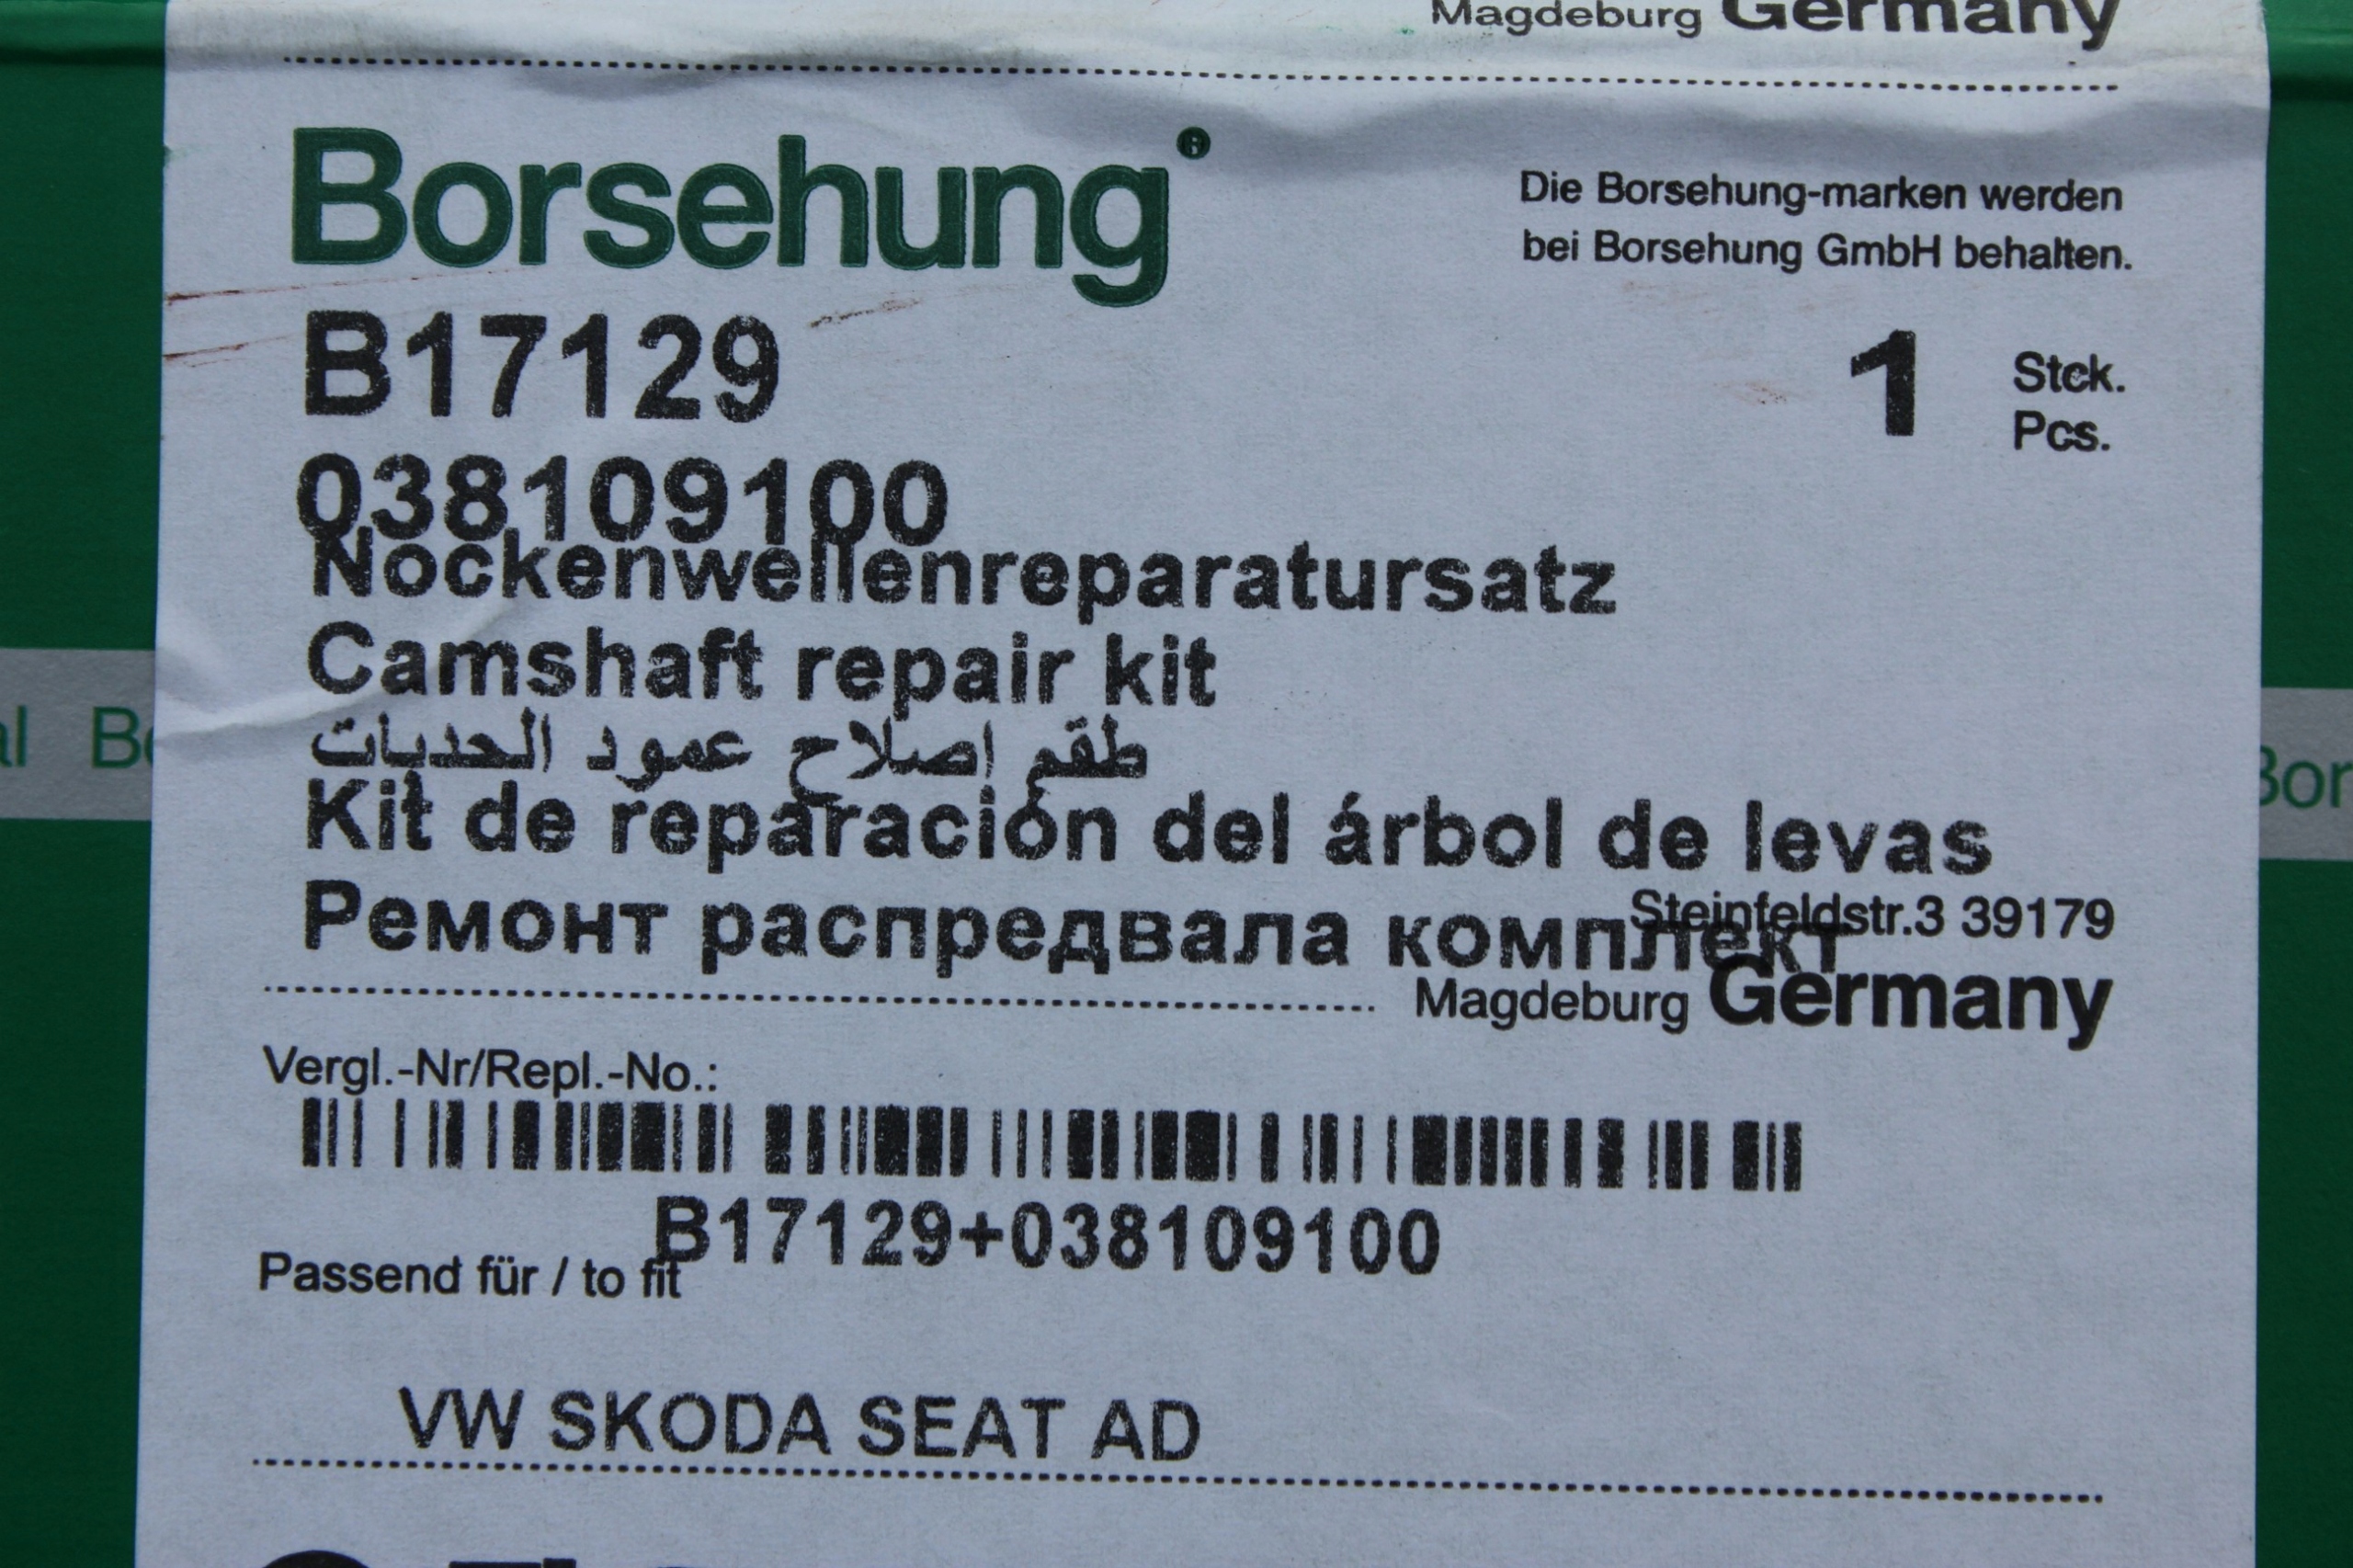 Magdeburg Germany
Borsehung®
Die Borsehung-marken werden
bei Borsehung GmbH behalten.
B17129
1 Stck.
Pcs.
038109100
Nockenwellenreparatursatz
Camshaft repair kit
طقم إصلاح عمود الحدبات
Kit de reparación del árbol de levas
Ремонт распредвала комплект
Steinfeldstr.3 39179
Magdeburg Germany
Vergl.-Nr/Repl.-No.:
B17129+038109100
Passend für / to fit
VW SKODA SEAT AD